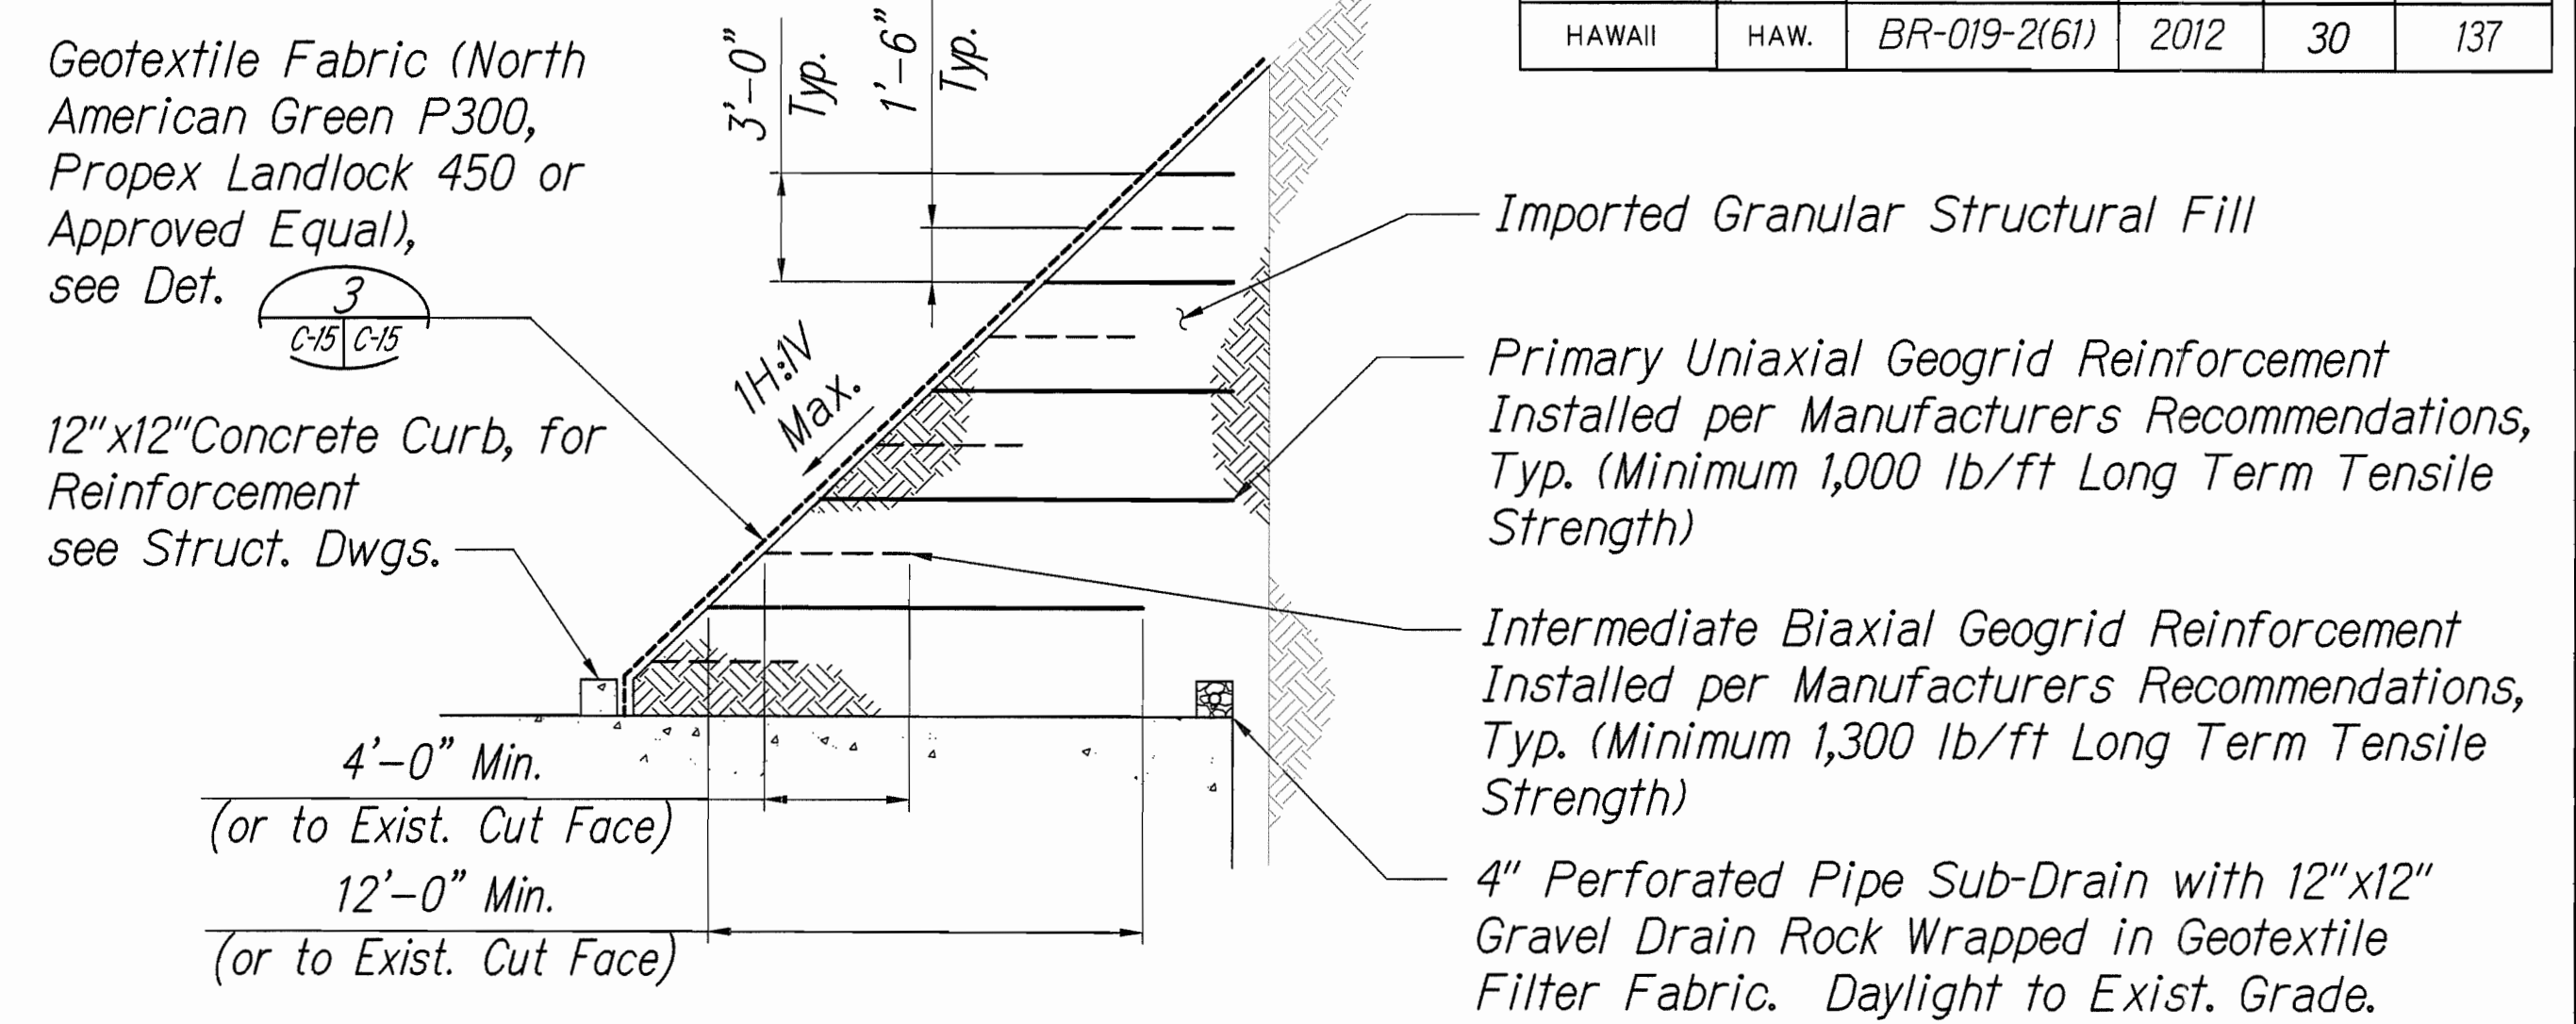 HAWAII HAW. BR-019-2(61) 2012 30 137
Geotextile Fabric (North
American Green P300,
Propex Landlock 450 or
Approved Equal),
see Det.
3
C-15 C-15
12"x12"Concrete Curb, for
Reinforcement
see Struct. Dwgs.
3'-0"
Typ.
1'-6"
Typ.
1H:1V
Max.
Imported Granular Structural Fill
Primary Uniaxial Geogrid Reinforcement
Installed per Manufacturers Recommendations,
Typ. (Minimum 1,000 lb/ft Long Term Tensile
Strength)
Intermediate Biaxial Geogrid Reinforcement
Installed per Manufacturers Recommendations,
Typ. (Minimum 1,300 lb/ft Long Term Tensile
Strength)
4" Perforated Pipe Sub-Drain with 12"x12"
Gravel Drain Rock Wrapped in Geotextile
Filter Fabric. Daylight to Exist. Grade.
4'-0" Min.
(or to Exist. Cut Face)
12'-0" Min.
(or to Exist. Cut Face)